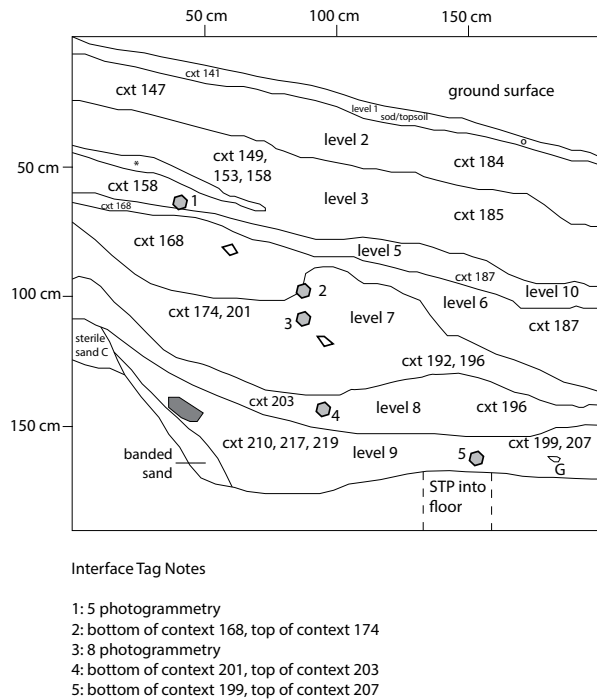 50 cm 100 cm 150 cm
cxt 141
cxt 147
ground surface
level 1
sod/topsoil
level 2
cxt 149,
153, 158
cxt 184
50 cm
*
cxt 158
1
level 3
cxt 168
cxt 185
cxt 168
level 5
cxt 187
level 10
100 cm
2
level 6
cxt 174, 201
3
level 7
cxt 187
sterile
sand C
cxt 192, 196
cxt 203
4
level 8
cxt 196
150 cm
cxt 210, 217, 219
cxt 199, 207
banded
sand
level 9
5
G
STP into
floor
Interface Tag Notes
1: 5 photogrammetry
2: bottom of context 168, top of context 174
3: 8 photogrammetry
4: bottom of context 201, top of context 203
5: bottom of context 199, top of context 207